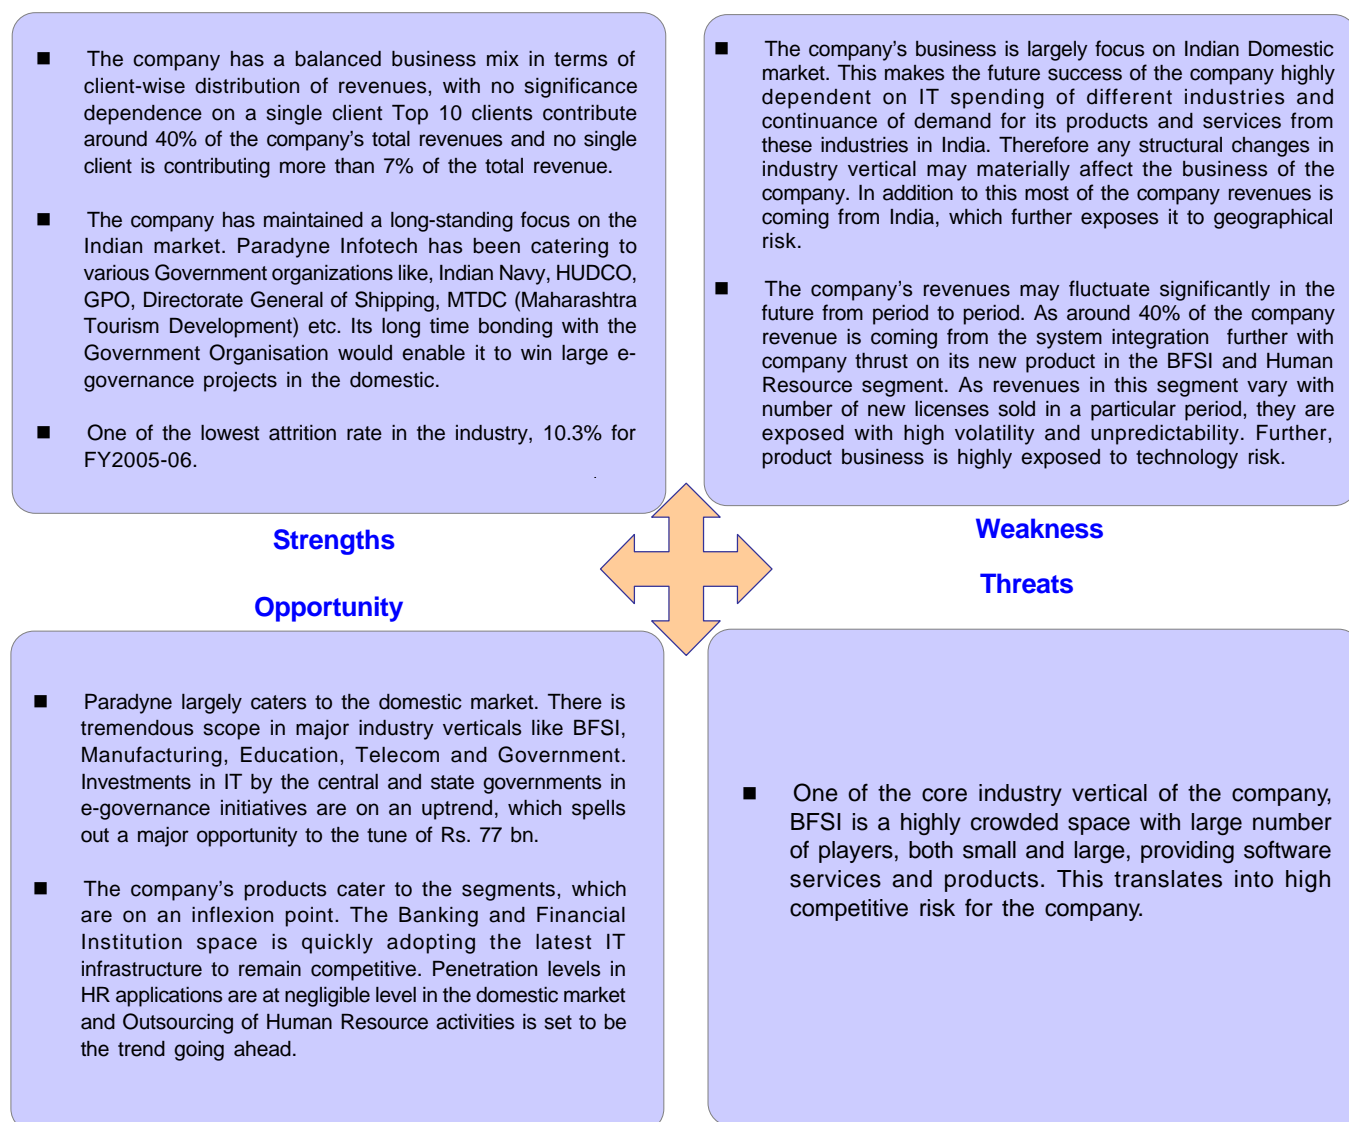 ■ The company has a balanced business mix in terms of
client-wise distribution of revenues, with no significance
dependence on a single client Top 10 clients contribute
around 40% of the company's total revenues and no single
client is contributing more than 7% of the total revenue.
■ The company has maintained a long-standing focus on the
Indian market. Paradyne Infotech has been catering to
various Government organizations like, Indian Navy, HUDCO,
GPO, Directorate General of Shipping, MTDC (Maharashtra
Tourism Development) etc. Its long time bonding with the
Government Organisation would enable it to win large e-
governance projects in the domestic.
■ One of the lowest attrition rate in the industry, 10.3% for
FY2005-06.
Strengths
■ The company's business is largely focus on Indian Domestic
market. This makes the future success of the company highly
dependent on IT spending of different industries and
continuance of demand for its products and services from
these industries in India. Therefore any structural changes in
industry vertical may materially affect the business of the
company. In addition to this most of the company revenues is
coming from India, which further exposes it to geographical
risk.
■ The company's revenues may fluctuate significantly in the
future from period to period. As around 40% of the company
revenue is coming from the system integration further with
company thrust on its new product in the BFSI and Human
Resource segment. As revenues in this segment vary with
number of new licenses sold in a particular period, they are
exposed with high volatility and unpredictability. Further,
product business is highly exposed to technology risk.
Weakness
Opportunity
■ Paradyne largely caters to the domestic market. There is
tremendous scope in major industry verticals like BFSI,
Manufacturing, Education, Telecom and Government.
Investments in IT by the central and state governments in
e-governance initiatives are on an uptrend, which spells
out a major opportunity to the tune of Rs. 77 bn.
■ The company's products cater to the segments, which
are on an inflexion point. The Banking and Financial
Institution space is quickly adopting the latest IT
infrastructure to remain competitive. Penetration levels in
HR applications are at negligible level in the domestic market
and Outsourcing of Human Resource activities is set to be
the trend going ahead.
Threats
■ One of the core industry vertical of the company,
BFSI is a highly crowded space with large number
of players, both small and large, providing software
services and products. This translates into high
competitive risk for the company.